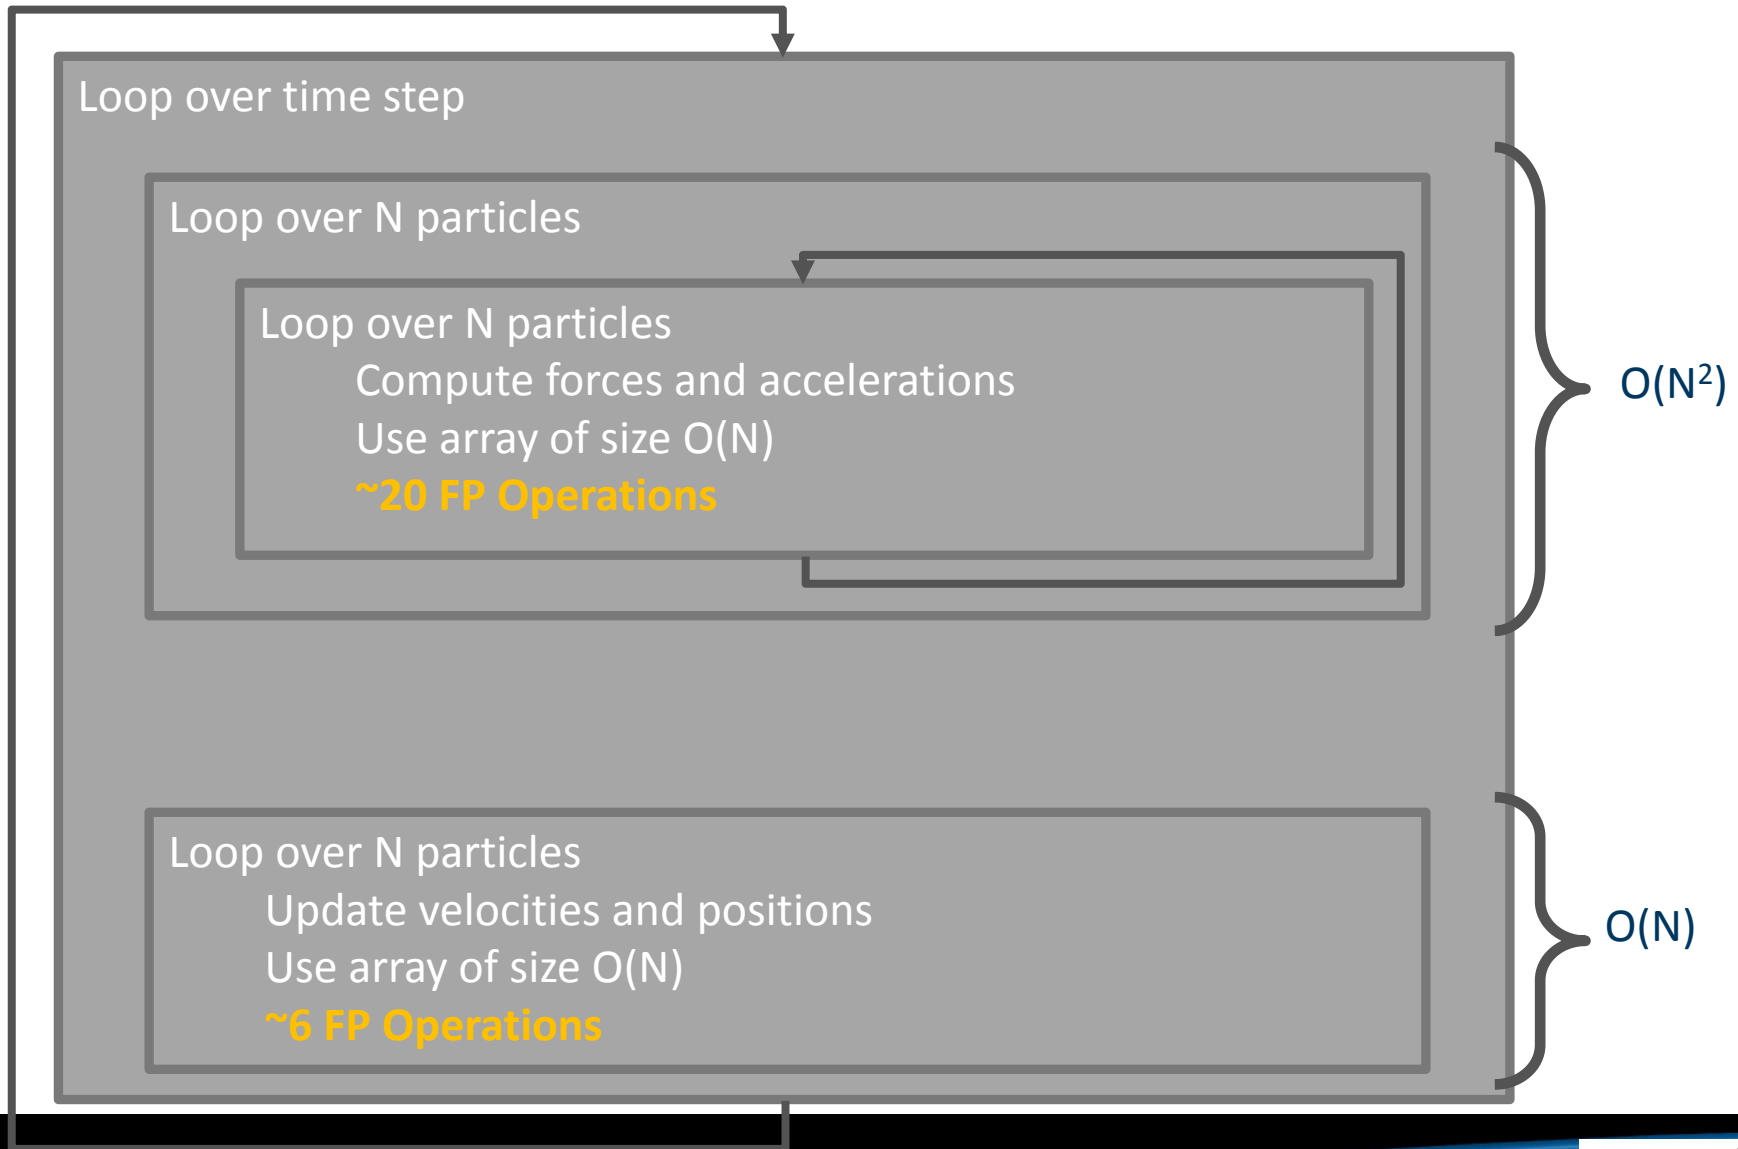 Loop over time step
Loop over N particles
Loop over N particles
Compute forces and accelerations
Use array of size O(N)
~20 FP Operations
O(N²)
Loop over N particles
Update velocities and positions
Use array of size O(N)
~6 FP Operations
O(N)